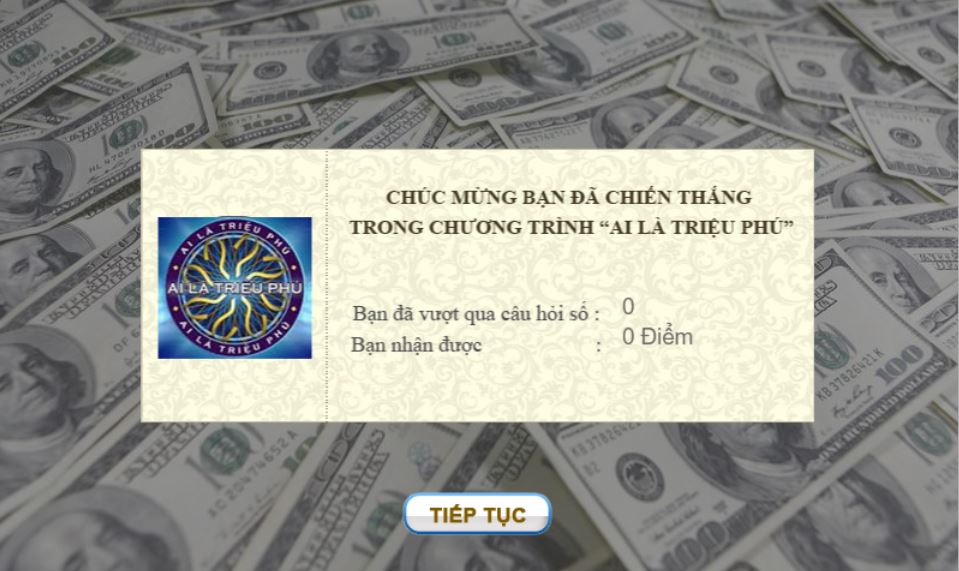 CHÚC MỪNG BẠN ĐÃ CHIẾN THẮNG
TRONG CHƯƠNG TRÌNH “AI LÀ TRIỆU PHÚ”
AI LÀ TRIỆU PHÚ
AI LÀ TRIỆU PHÚ
AI LÀ TRIỆU PHÚ
Bạn đã vượt qua câu hỏi số : 0
Bạn nhận được : 0 Điểm
TIẾP TỤC